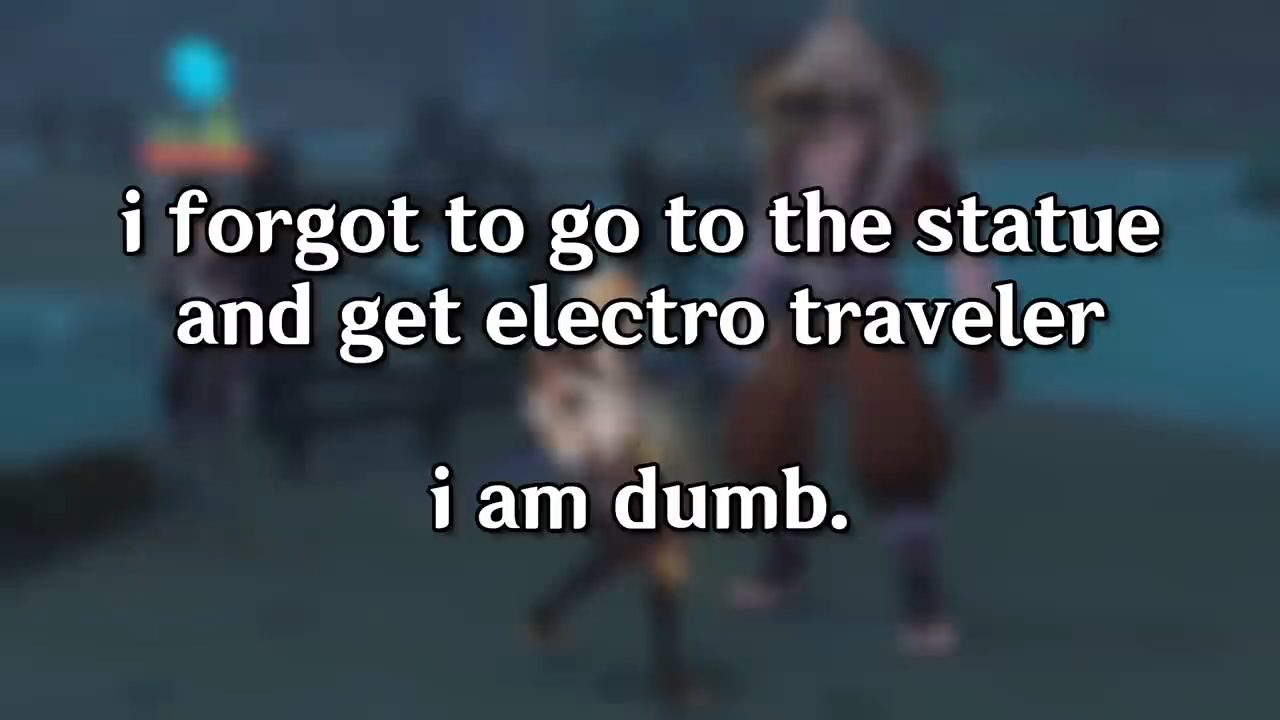 i forgot to go to the statue
and get electro traveler
i am dumb.